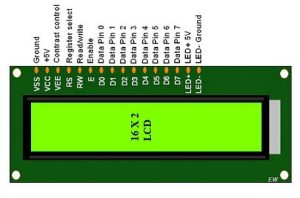 Ground
+5V
Contrast control
Register select
Read/write
Enable
Data Pin 0
Data Pin 1
Data Pin 2
Data Pin 3
Data Pin 4
Data Pin 5
Data Pin 6
Data Pin 7
LED+ 5V
LED- Ground
VSS
VCC
VEE
RS
RW
E
D0
D1
D2
D3
D4
D5
D6
D7
LED+
LED-
16 X 2
LCD
EW